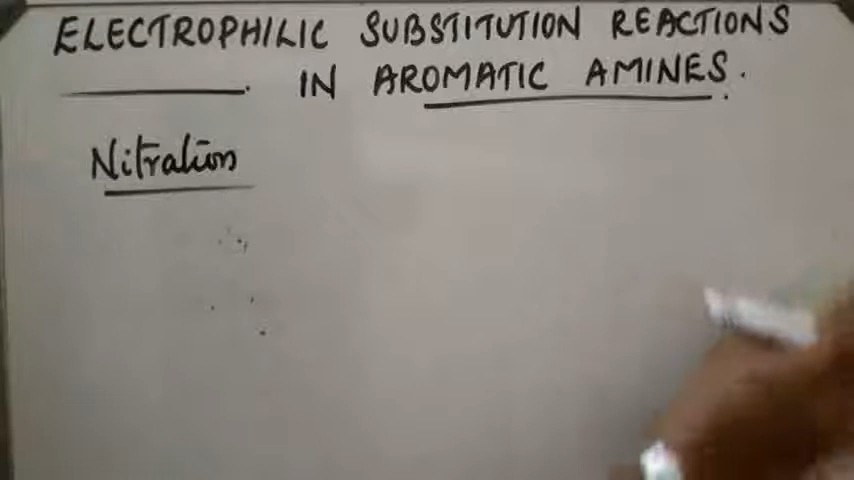 ELECTROPHILIC SUBSTITUTION REACTIONS
IN AROMATIC AMINES.
Nitration